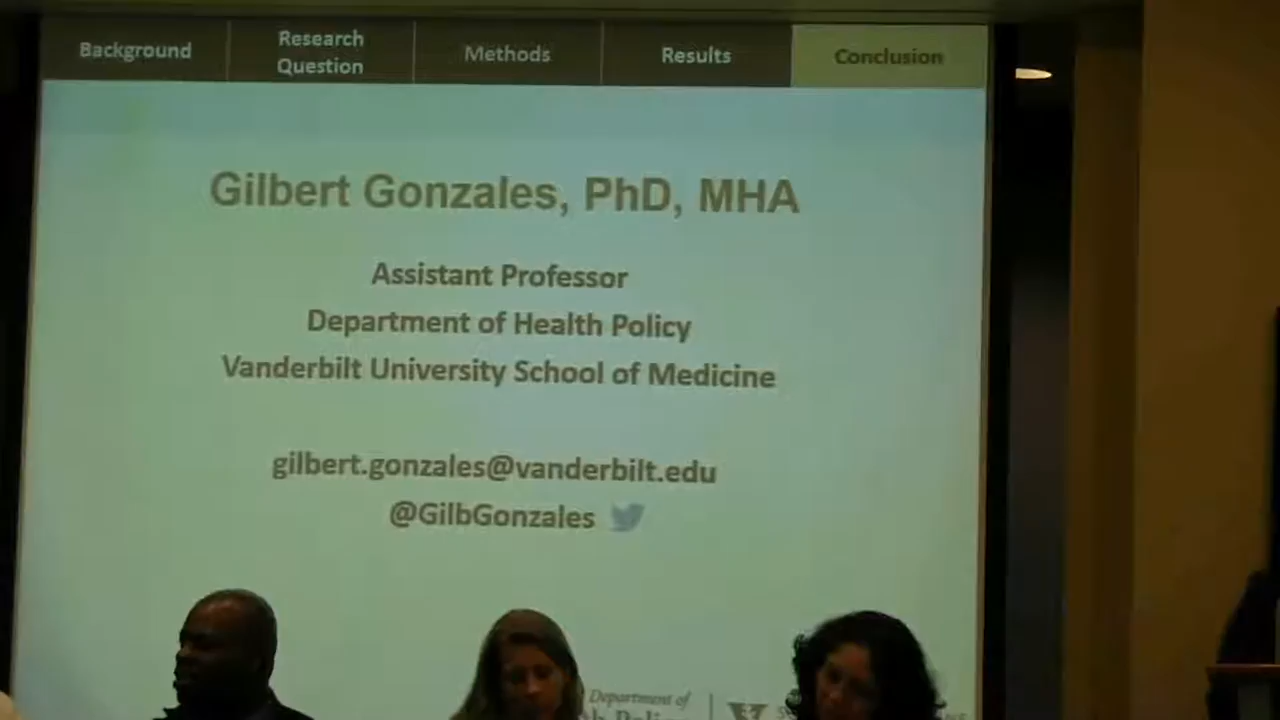 Background
Research
Question
Methods
Results
Conclusion
Gilbert Gonzales, PhD, MHA
Assistant Professor
Department of Health Policy
Vanderbilt University School of Medicine
gilbert.gonzales@vanderbilt.edu
@GilbGonzales
Department of